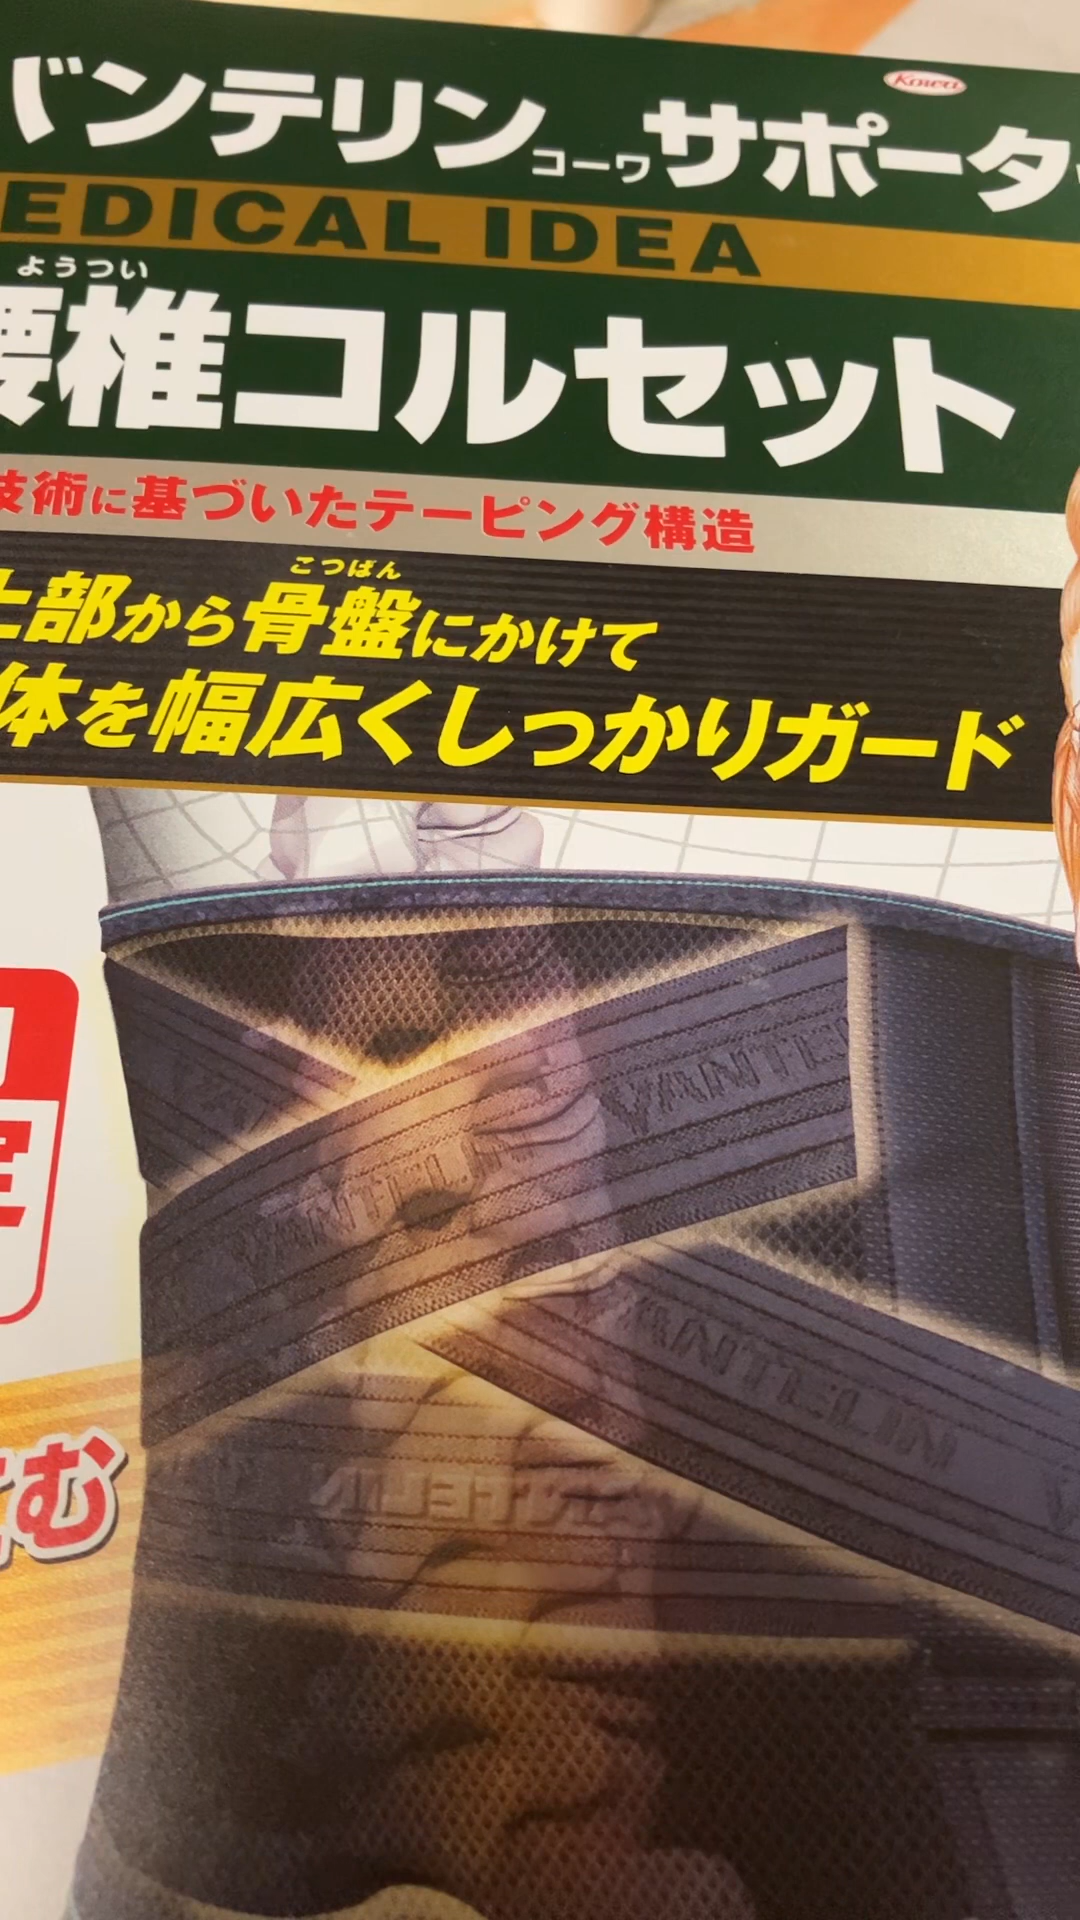 Kowa
バンテリンコーワサポーター
EDICAL IDEA
ようつい
腰椎コルセット
技術に基づいたテーピング構造
こつばん
上部から骨盤にかけて
体を幅広くしっかりガード
VANTE
VANTELIN
VANTELIN
む